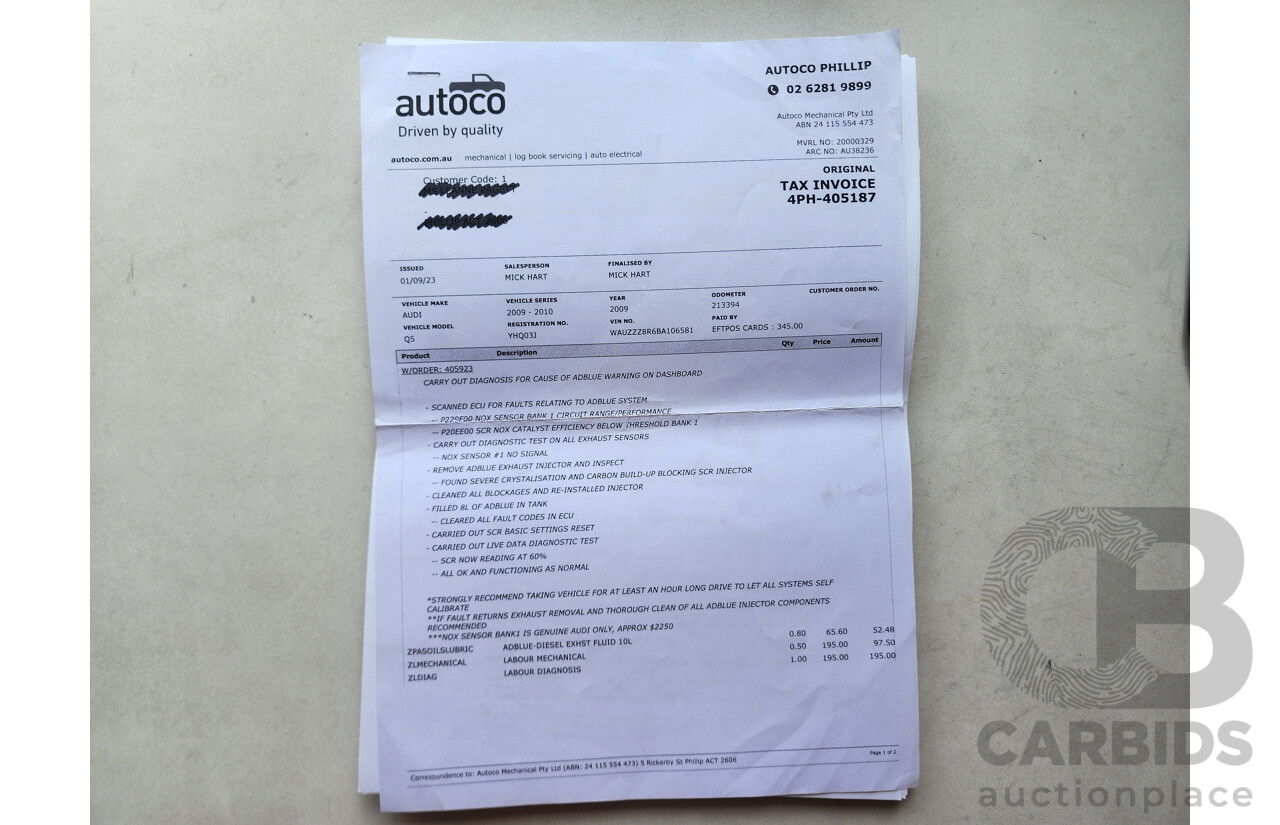 autoco
Driven by quality
AUTOCO PHILLIP
02 6281 9899
Autoco Mechanical Pty Ltd
ABN 24 115 554 473
MVRL NO: 20000329
ARC NO: AU38236
autoco.com.au mechanical | log book servicing | auto electrical
ORIGINAL
TAX INVOICE
4PH-405187
Customer Code: 1
ISSUED SALESPERSON FINALISED BY
01/09/23 MICK HART MICK HART
VEHICLE MAKE VEHICLE SERIES YEAR ODOMETER CUSTOMER ORDER NO.
AUDI 2009 - 2010 2009 213394
VEHICLE MODEL REGISTRATION NO. VIN NO. PAID BY
Q5 YHQ03J WAUZZZ8R6BA106581 EFTPOS CARDS : 345.00
Product Description Qty Price Amount
W/ORDER: 405923
CARRY OUT DIAGNOSIS FOR CAUSE OF ADBLUE WARNING ON DASHBOARD
- SCANNED ECU FOR FAULTS RELATING TO ADBLUE SYSTEM
-- P229F00 NOX SENSOR BANK 1 CIRCUIT RANGE/PERFORMANCE
-- P20EE00 SCR NOX CATALYST EFFICIENCY BELOW THRESHOLD BANK 1
- CARRY OUT DIAGNOSTIC TEST ON ALL EXHAUST SENSORS
-- NOX SENSOR #1 NO SIGNAL
- REMOVE ADBLUE EXHAUST INJECTOR AND INSPECT
-- FOUND SEVERE CRYSTALISATION AND CARBON BUILD-UP BLOCKING SCR INJECTOR
- CLEANED ALL BLOCKAGES AND RE-INSTALLED INJECTOR
- FILLED 8L OF ADBLUE IN TANK
-- CLEARED ALL FAULT CODES IN ECU
- CARRIED OUT SCR BASIC SETTINGS RESET
- CARRIED OUT LIVE DATA DIAGNOSTIC TEST
-- SCR NOW READING AT 60%
-- ALL OK AND FUNCTIONING AS NORMAL
*STRONGLY RECOMMEND TAKING VEHICLE FOR AT LEAST AN HOUR LONG DRIVE TO LET ALL SYSTEMS SELF
CALIBRATE
**IF FAULT RETURNS EXHAUST REMOVAL AND THOROUGH CLEAN OF ALL ADBLUE INJECTOR COMPONENTS
RECOMMENDED
***NOX SENSOR BANK1 IS GENUINE AUDI ONLY, APPROX $2250
ZPASOILSLUBRIC ADBLUE-DIESEL EXHST FLUID 10L 0.80 65.60 52.48
ZLMECHANICAL LABOUR MECHANICAL 0.50 195.00 97.50
ZLDIAG LABOUR DIAGNOSIS 1.00 195.00 195.00
Correspondence to: Autoco Mechanical Pty Ltd (ABN: 24 115 554 473) 5 Rickerby St Phillip ACT 2606
Page 1 of 2
CB
CARBIDS
auctionplace